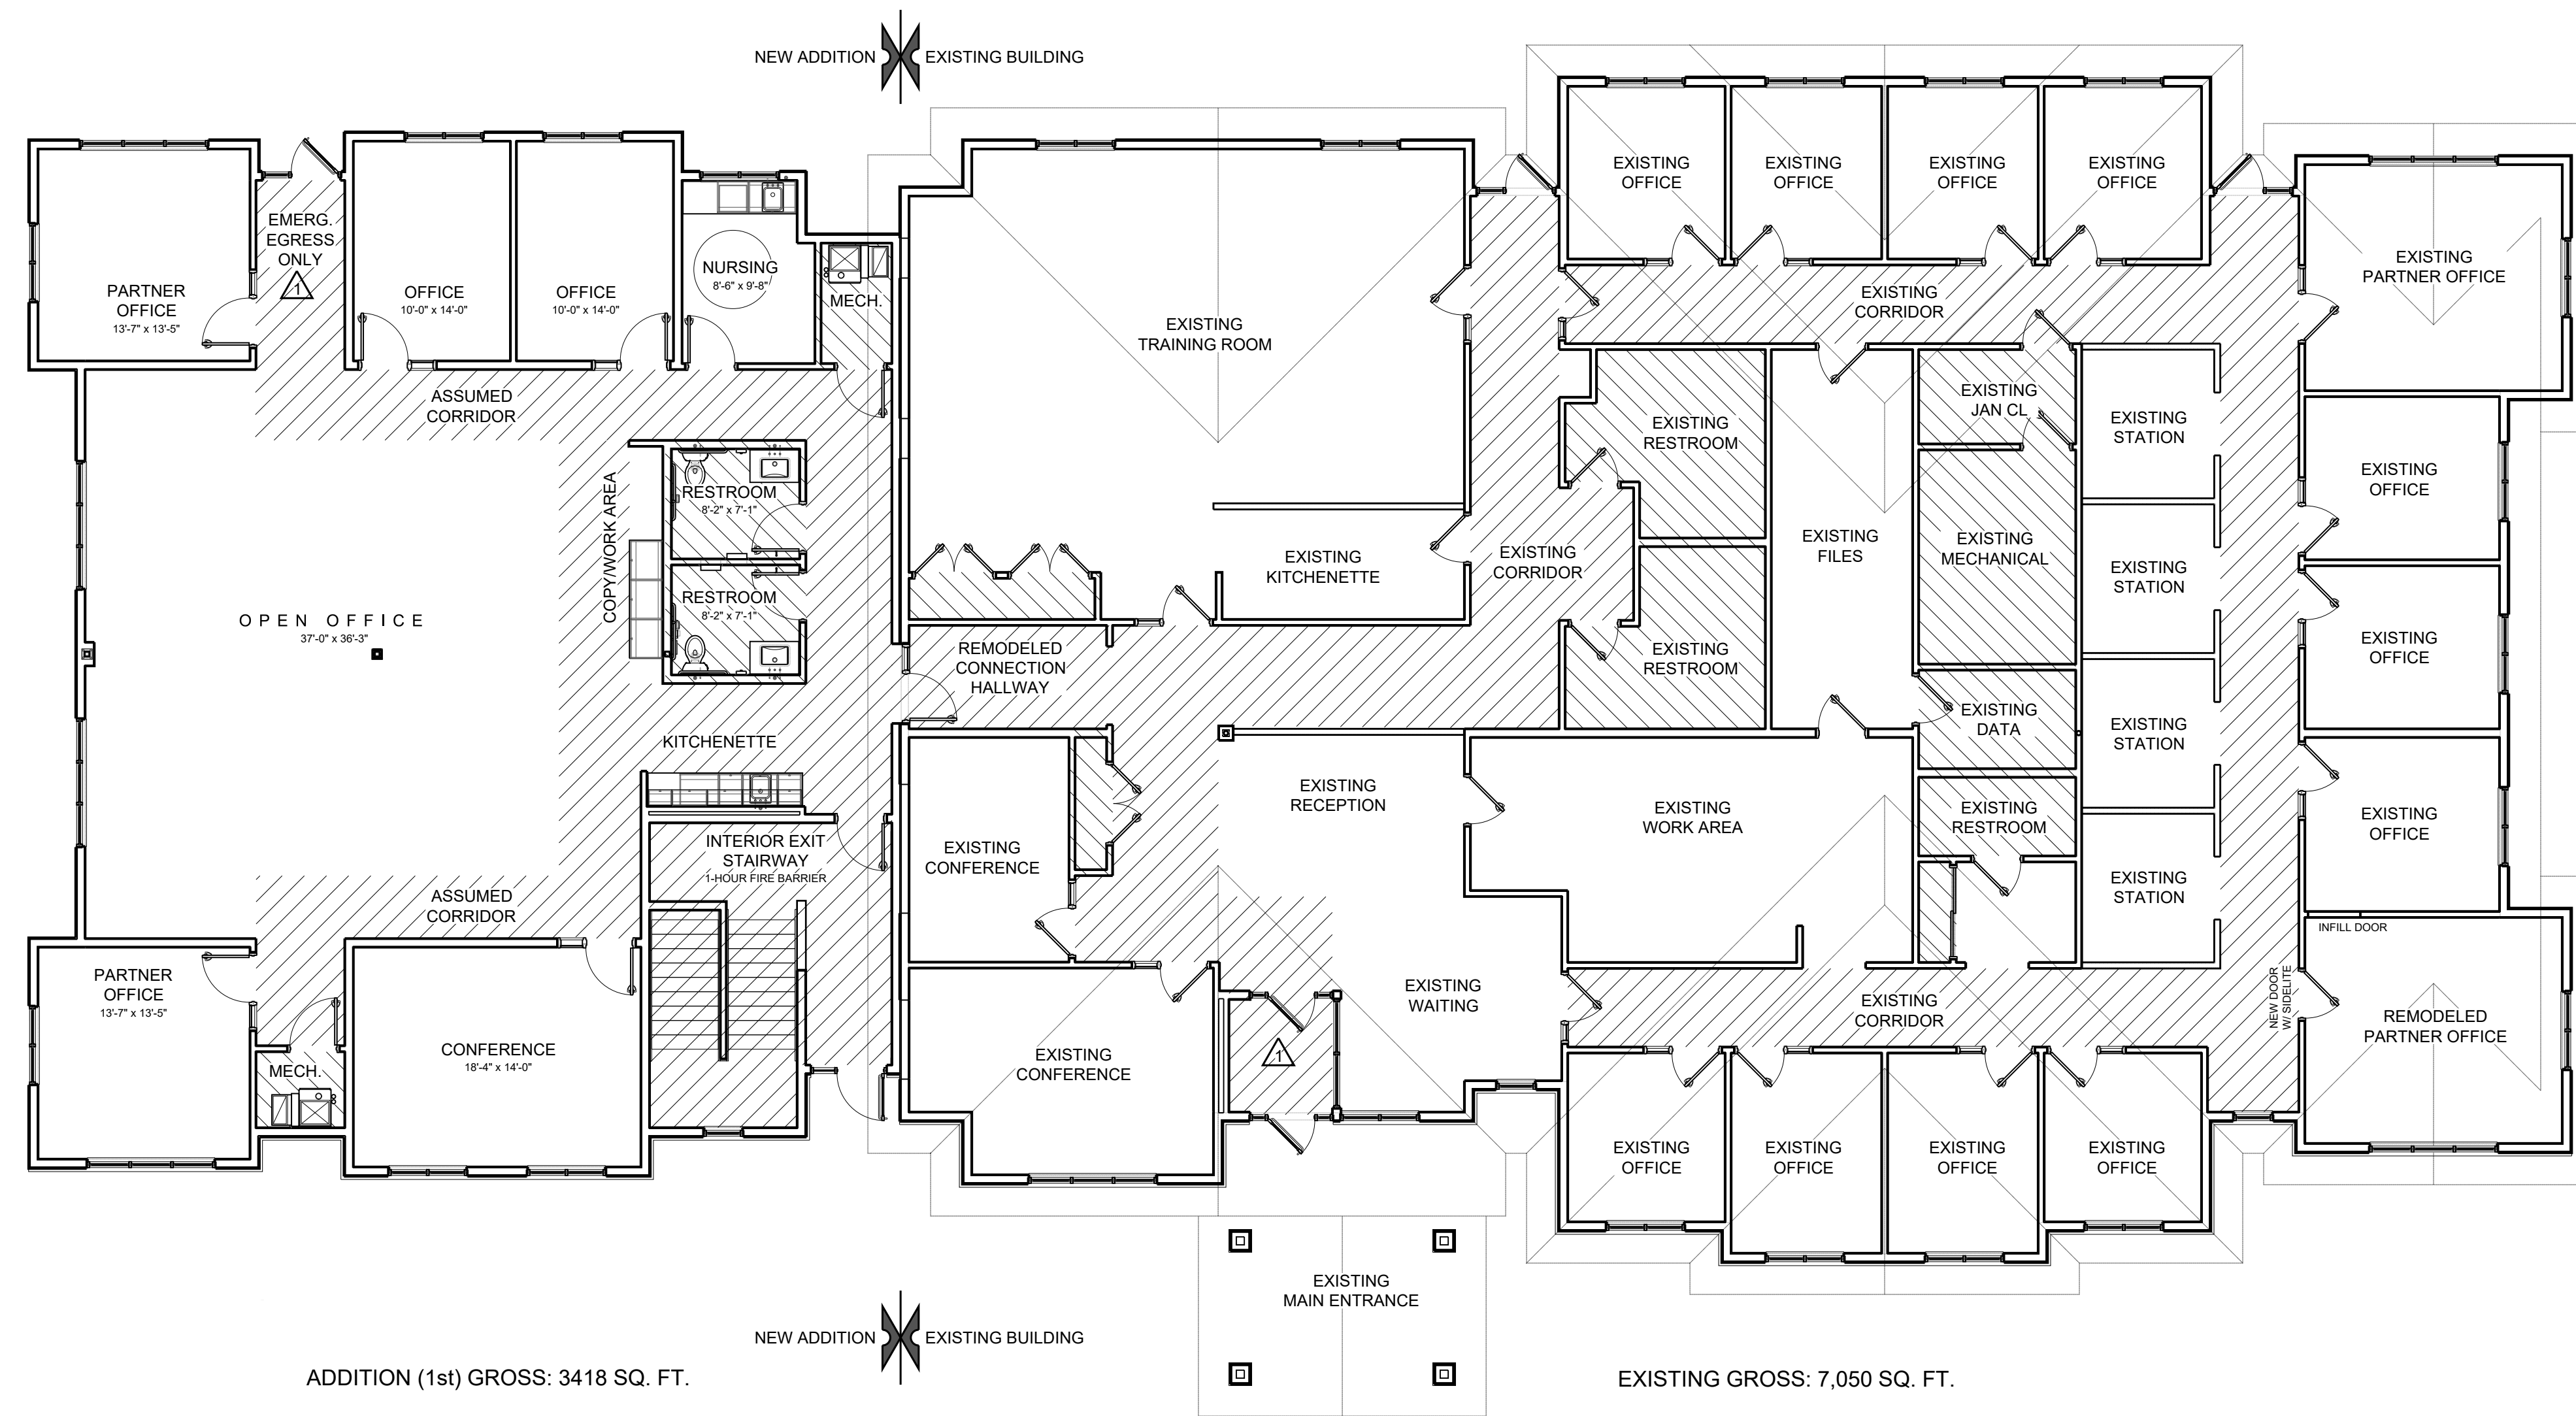 NEW ADDITION
EXISTING BUILDING
PARTNER
OFFICE
13'-7" x 13'-5"
EMERG.
EGRESS
ONLY
1
OFFICE
10'-0" x 14'-0"
OFFICE
10'-0" x 14'-0"
NURSING
8'-6" x 9'-8"
MECH.
ASSUMED
CORRIDOR
RESTROOM
8'-2" x 7'-1"
COPY/WORK AREA
RESTROOM
8'-2" x 7'-1"
OPEN OFFICE
37'-0" x 36'-3"
KITCHENETTE
INTERIOR EXIT
STAIRWAY
1-HOUR FIRE BARRIER
ASSUMED
CORRIDOR
PARTNER
OFFICE
13'-7" x 13'-5"
MECH.
CONFERENCE
18'-4" x 14'-0"
EXISTING
TRAINING ROOM
EXISTING
KITCHENETTE
EXISTING
CORRIDOR
REMODELED
CONNECTION
HALLWAY
EXISTING
CONFERENCE
EXISTING
RECEPTION
EXISTING
CONFERENCE
1
EXISTING
WAITING
EXISTING
OFFICE
EXISTING
OFFICE
EXISTING
OFFICE
EXISTING
OFFICE
EXISTING
CORRIDOR
EXISTING
RESTROOM
EXISTING
RESTROOM
EXISTING
FILES
EXISTING
JAN CL
EXISTING
MECHANICAL
EXISTING
DATA
EXISTING
RESTROOM
EXISTING
WORK AREA
EXISTING
STATION
EXISTING
STATION
EXISTING
STATION
EXISTING
STATION
EXISTING
PARTNER OFFICE
EXISTING
OFFICE
EXISTING
OFFICE
EXISTING
OFFICE
INFILL DOOR
NEW DOOR
W/ SIDELITE
REMODELED
PARTNER OFFICE
EXISTING
CORRIDOR
EXISTING
OFFICE
EXISTING
OFFICE
EXISTING
OFFICE
EXISTING
OFFICE
EXISTING
MAIN ENTRANCE
NEW ADDITION
EXISTING BUILDING
ADDITION (1st) GROSS: 3418 SQ. FT.
EXISTING GROSS: 7,050 SQ. FT.